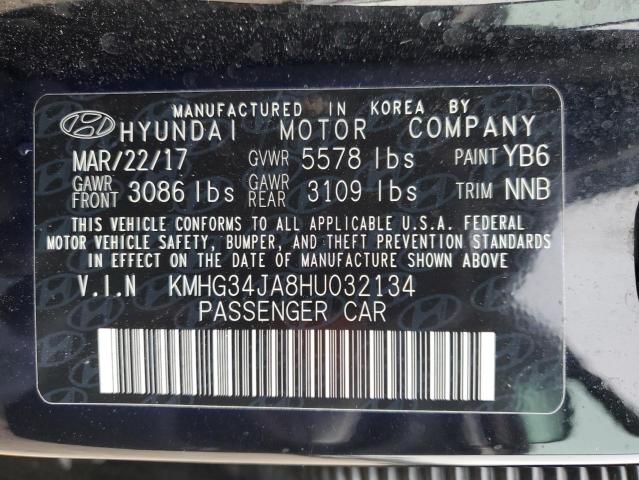 MANUFACTURED IN KOREA BY
HYUNDAI MOTOR COMPANY
MAR/22/17 GVWR 5578 lbs PAINT YB6
GAWR FRONT 3086 lbs GAWR REAR 3109 lbs TRIM NNB
THIS VEHICLE CONFORMS TO ALL APPLICABLE U.S.A. FEDERAL
MOTOR VEHICLE SAFETY, BUMPER, AND THEFT PREVENTION STANDARDS
IN EFFECT ON THE DATE OF MANUFACTURE SHOWN ABOVE
V.I.N KMHG34JA8HU032134
PASSENGER CAR